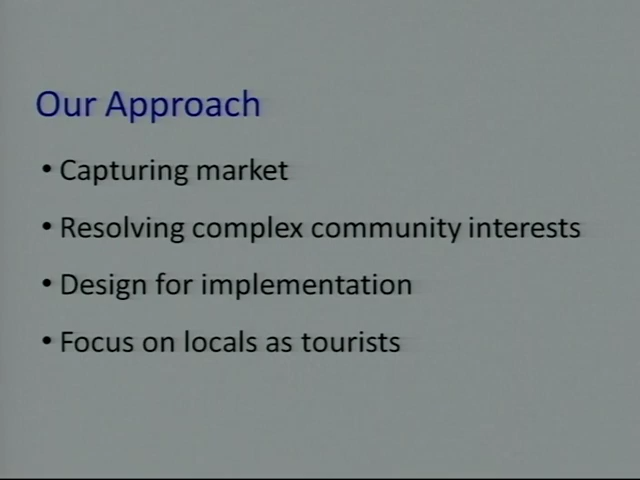 Our Approach
• Capturing market
• Resolving complex community interests
• Design for implementation
• Focus on locals as tourists